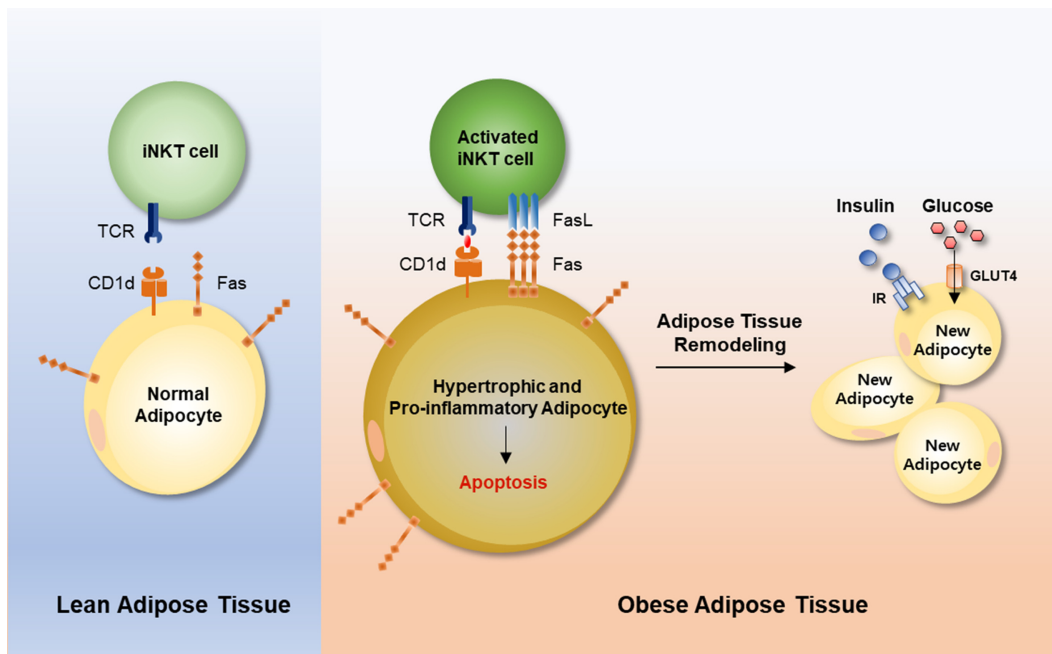 iNKT cell
TCR
CD1d
Fas
Normal
Adipocyte
Lean Adipose Tissue
Activated
iNKT cell
TCR
FasL
CD1d
Fas
Hypertrophic and
Pro-inflammatory Adipocyte
Apoptosis
Adipose Tissue
Remodeling
Insulin
Glucose
GLUT4
IR
New
Adipocyte
New
Adipocyte
New
Adipocyte
Obese Adipose Tissue